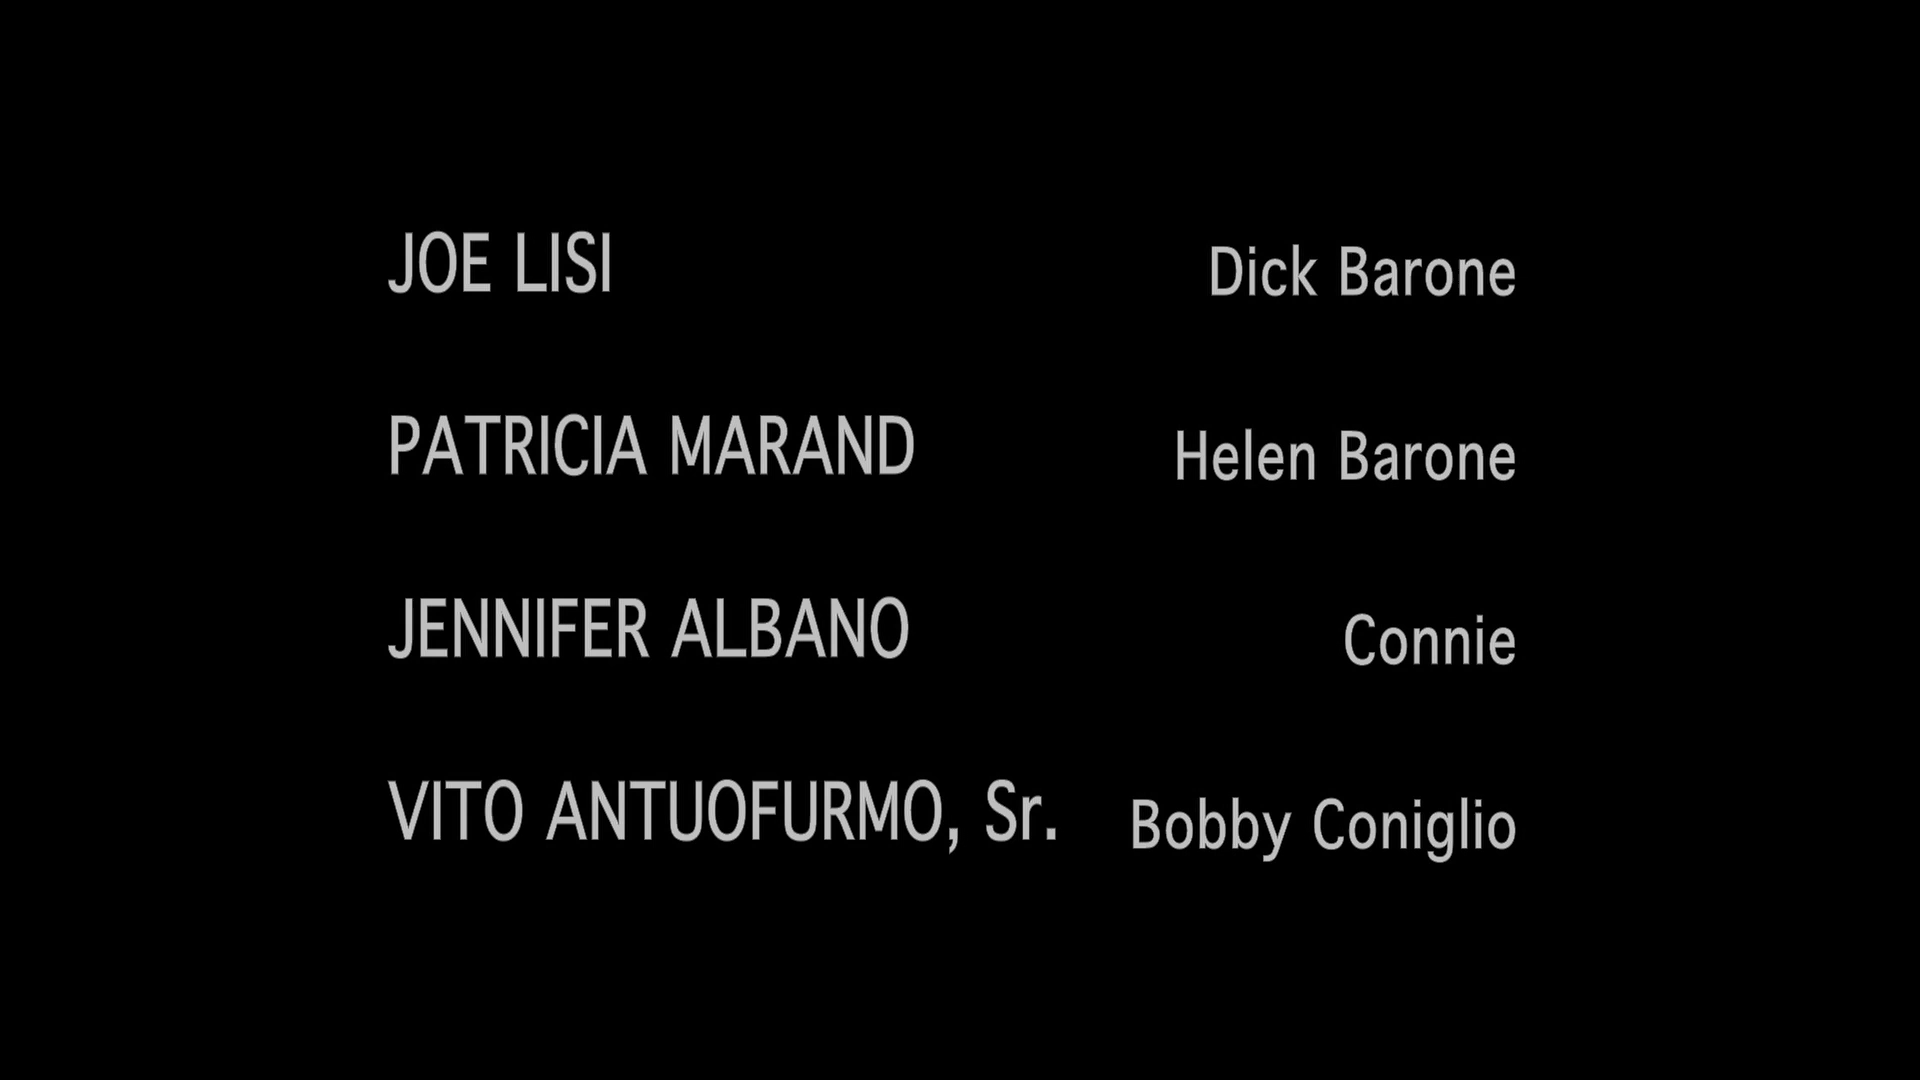 JOE LISI Dick Barone
PATRICIA MARAND Helen Barone
JENNIFER ALBANO Connie
VITO ANTUOFURMO, Sr. Bobby Coniglio